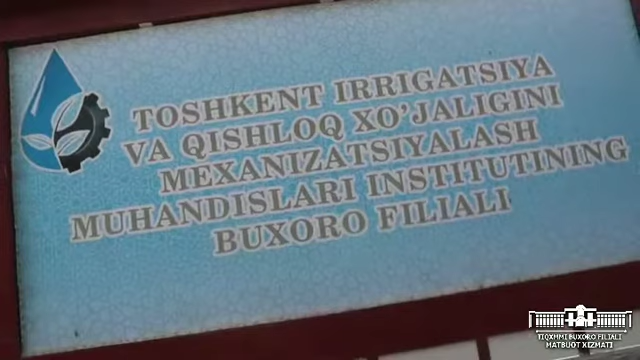 TOSHKENT IRRIGATSIYA
VA QISHLOQ XO'JALIGINI
MEXANIZATSIYALASH
MUHANDISLARI INSTITUTINING
BUXORO FILIALI
TIQXMMI BUXORO FILIALI
MATBUOT XIZMATI